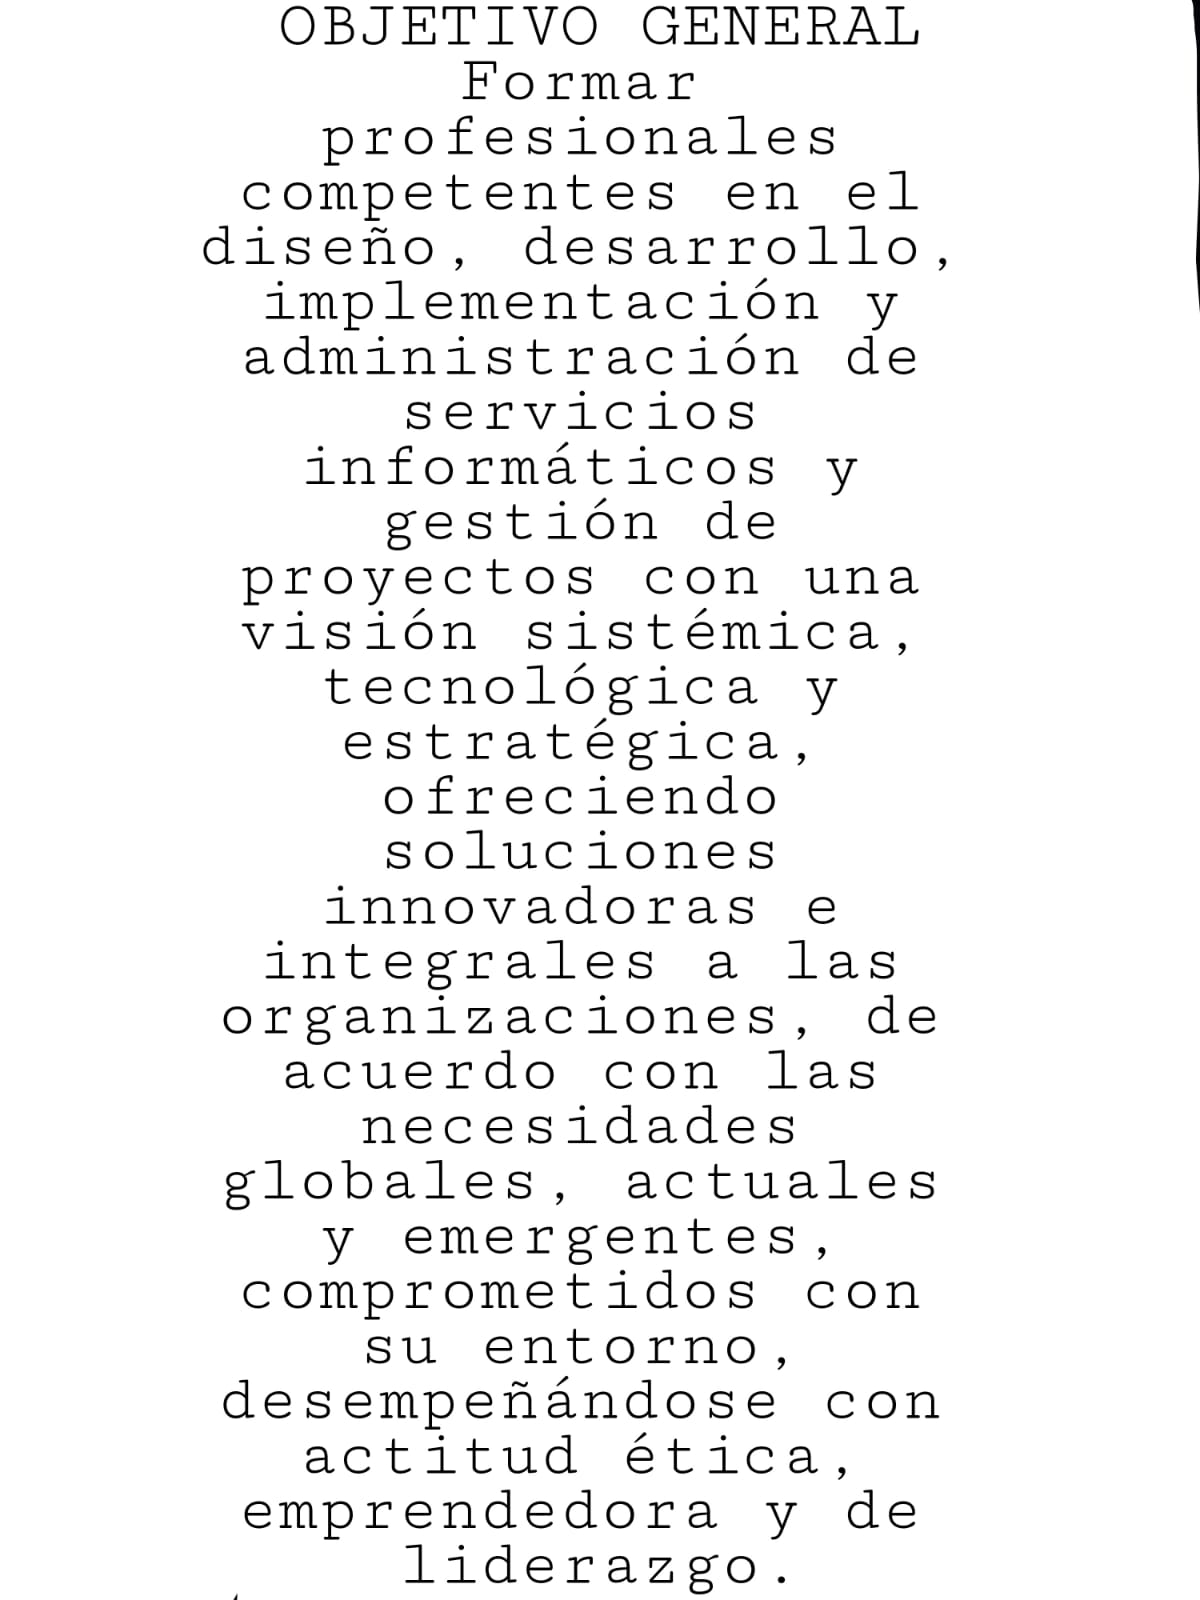 OBJETIVO GENERAL
Formar
profesionales
competentes en el
diseño, desarrollo,
implementación y
administración de
servicios
informáticos y
gestión de
proyectos con una
visión sistémica,
tecnológica y
estratégica,
ofreciendo
soluciones
innovadoras e
integrales a las
organizaciones, de
acuerdo con las
necesidades
globales, actuales
y emergentes,
comprometidos con
su entorno,
desempeñándose con
actitud ética,
emprendedora y de
liderazgo.